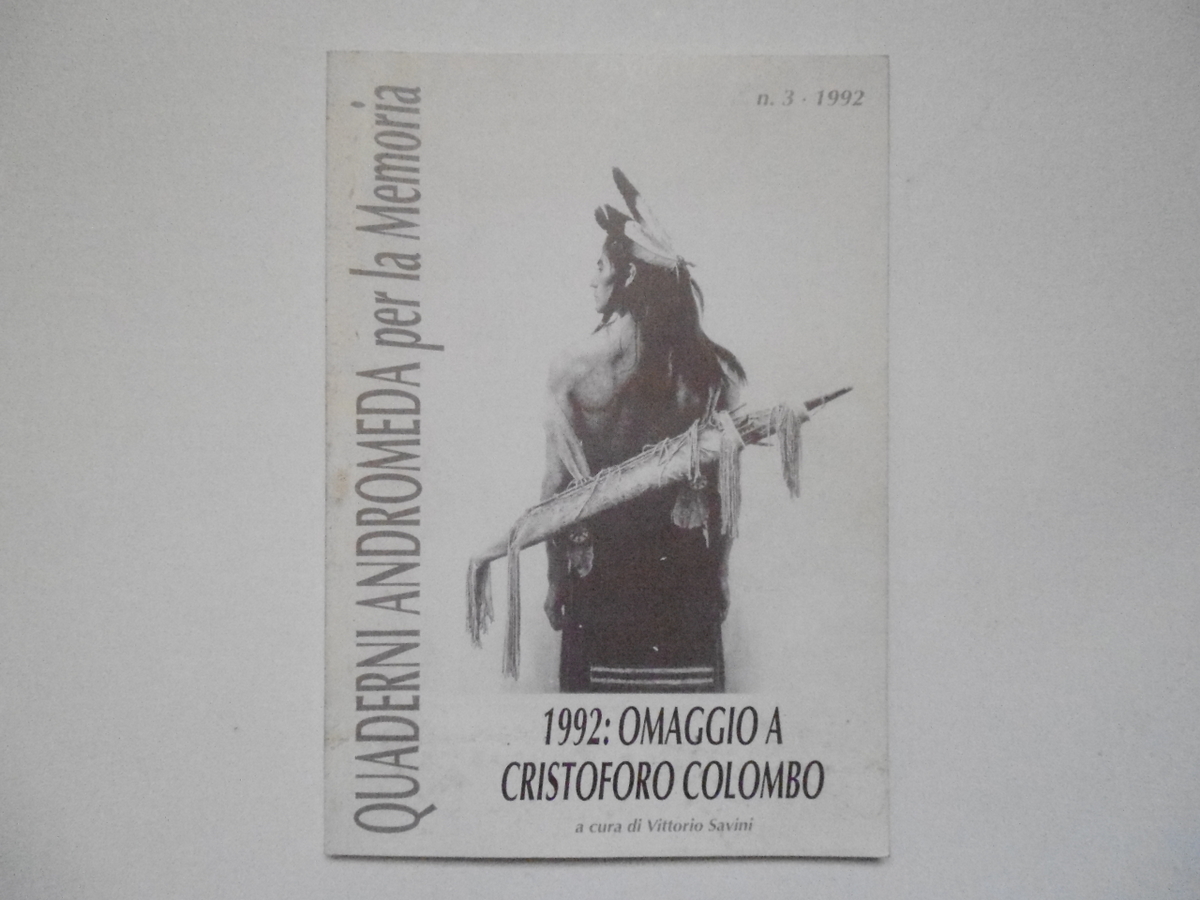 QUADERNI ANDROMEDA per la Memoria
n. 3 · 1992
1992: OMAGGIO A
CRISTOFORO COLOMBO
a cura di Vittorio Savini